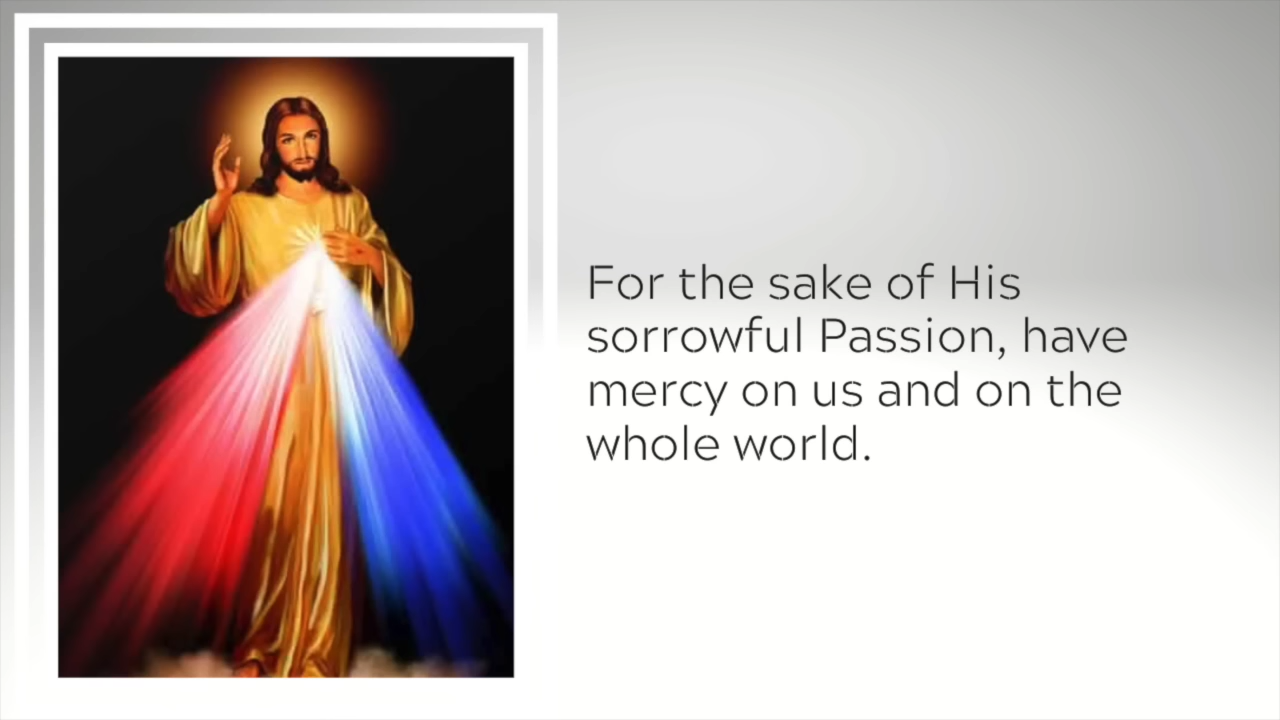 For the sake of His
sorrowful Passion, have
mercy on us and on the
whole world.